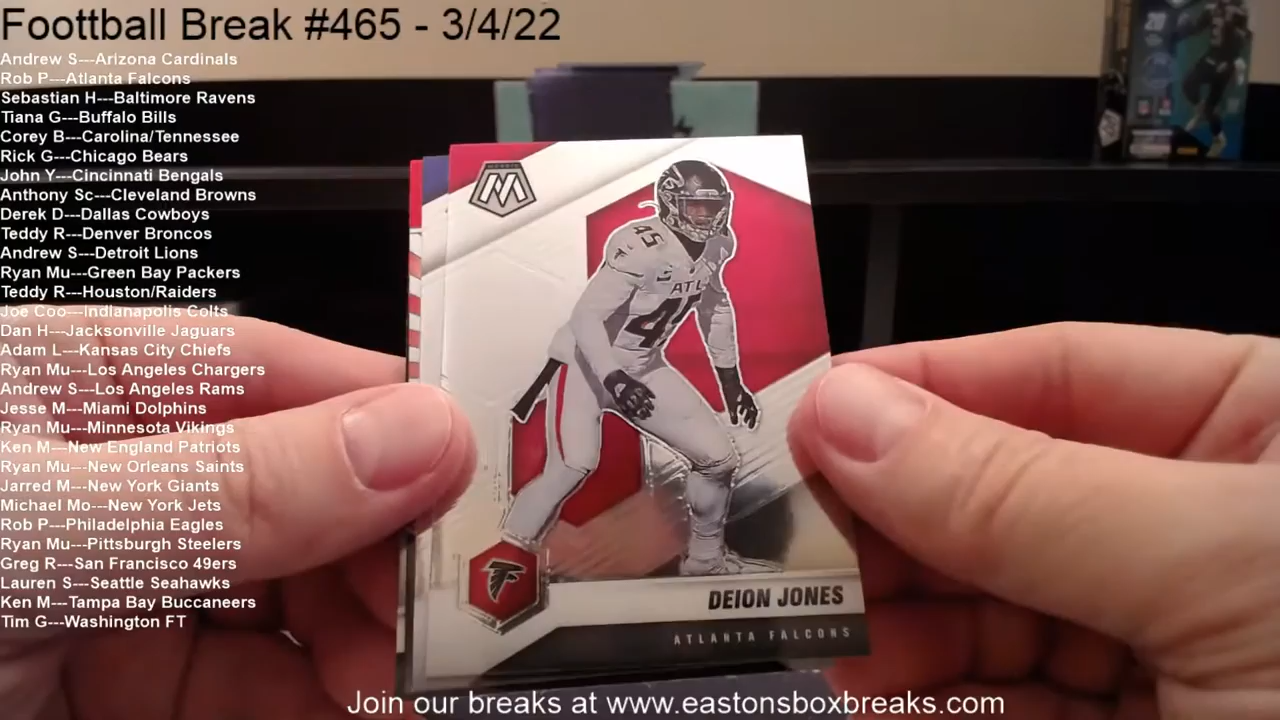 Foottball Break #465 - 3/4/22
Andrew S---Arizona Cardinals
Rob P---Atlanta Falcons
Sebastian H---Baltimore Ravens
Tiana G---Buffalo Bills
Corey B---Carolina/Tennessee
Rick G---Chicago Bears
John Y---Cincinnati Bengals
Anthony Sc---Cleveland Browns
Derek D---Dallas Cowboys
Teddy R---Denver Broncos
Andrew S---Detroit Lions
Ryan Mu---Green Bay Packers
Teddy R---Houston/Raiders
Joe Coo---Indianapolis Colts
Dan H---Jacksonville Jaguars
Adam L---Kansas City Chiefs
Ryan Mu---Los Angeles Chargers
Andrew S---Los Angeles Rams
Jesse M---Miami Dolphins
Ryan Mu---Minnesota Vikings
Ken M---New England Patriots
Ryan Mu---New Orleans Saints
Jarred M---New York Giants
Michael Mo---New York Jets
Rob P---Philadelphia Eagles
Ryan Mu---Pittsburgh Steelers
Greg R---San Francisco 49ers
Lauren S---Seattle Seahawks
Ken M---Tampa Bay Buccaneers
Tim G---Washington FT
MOSAIC
M
45
ATL
45
DEION JONES
ATLANTA FALCONS
20
Join our breaks at www.eastonsboxbreaks.com